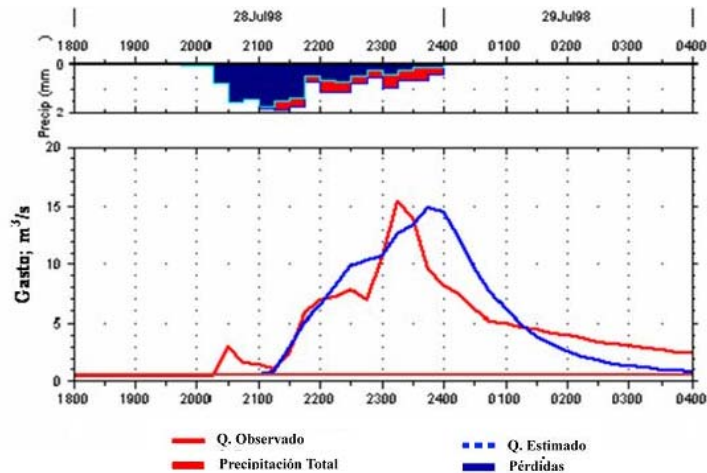 28Jul98 29Jul98
1800 1900 2000 2100 2200 2300 2400 0100 0200 0300 0400
Precip (mm )
0
2
Gasto; m³/s
20
15
10
5
0
1800 1900 2000 2100 2200 2300 2400 0100 0200 0300 0400
Q. Observado Q. Estimado
Precipitación Total Pérdidas